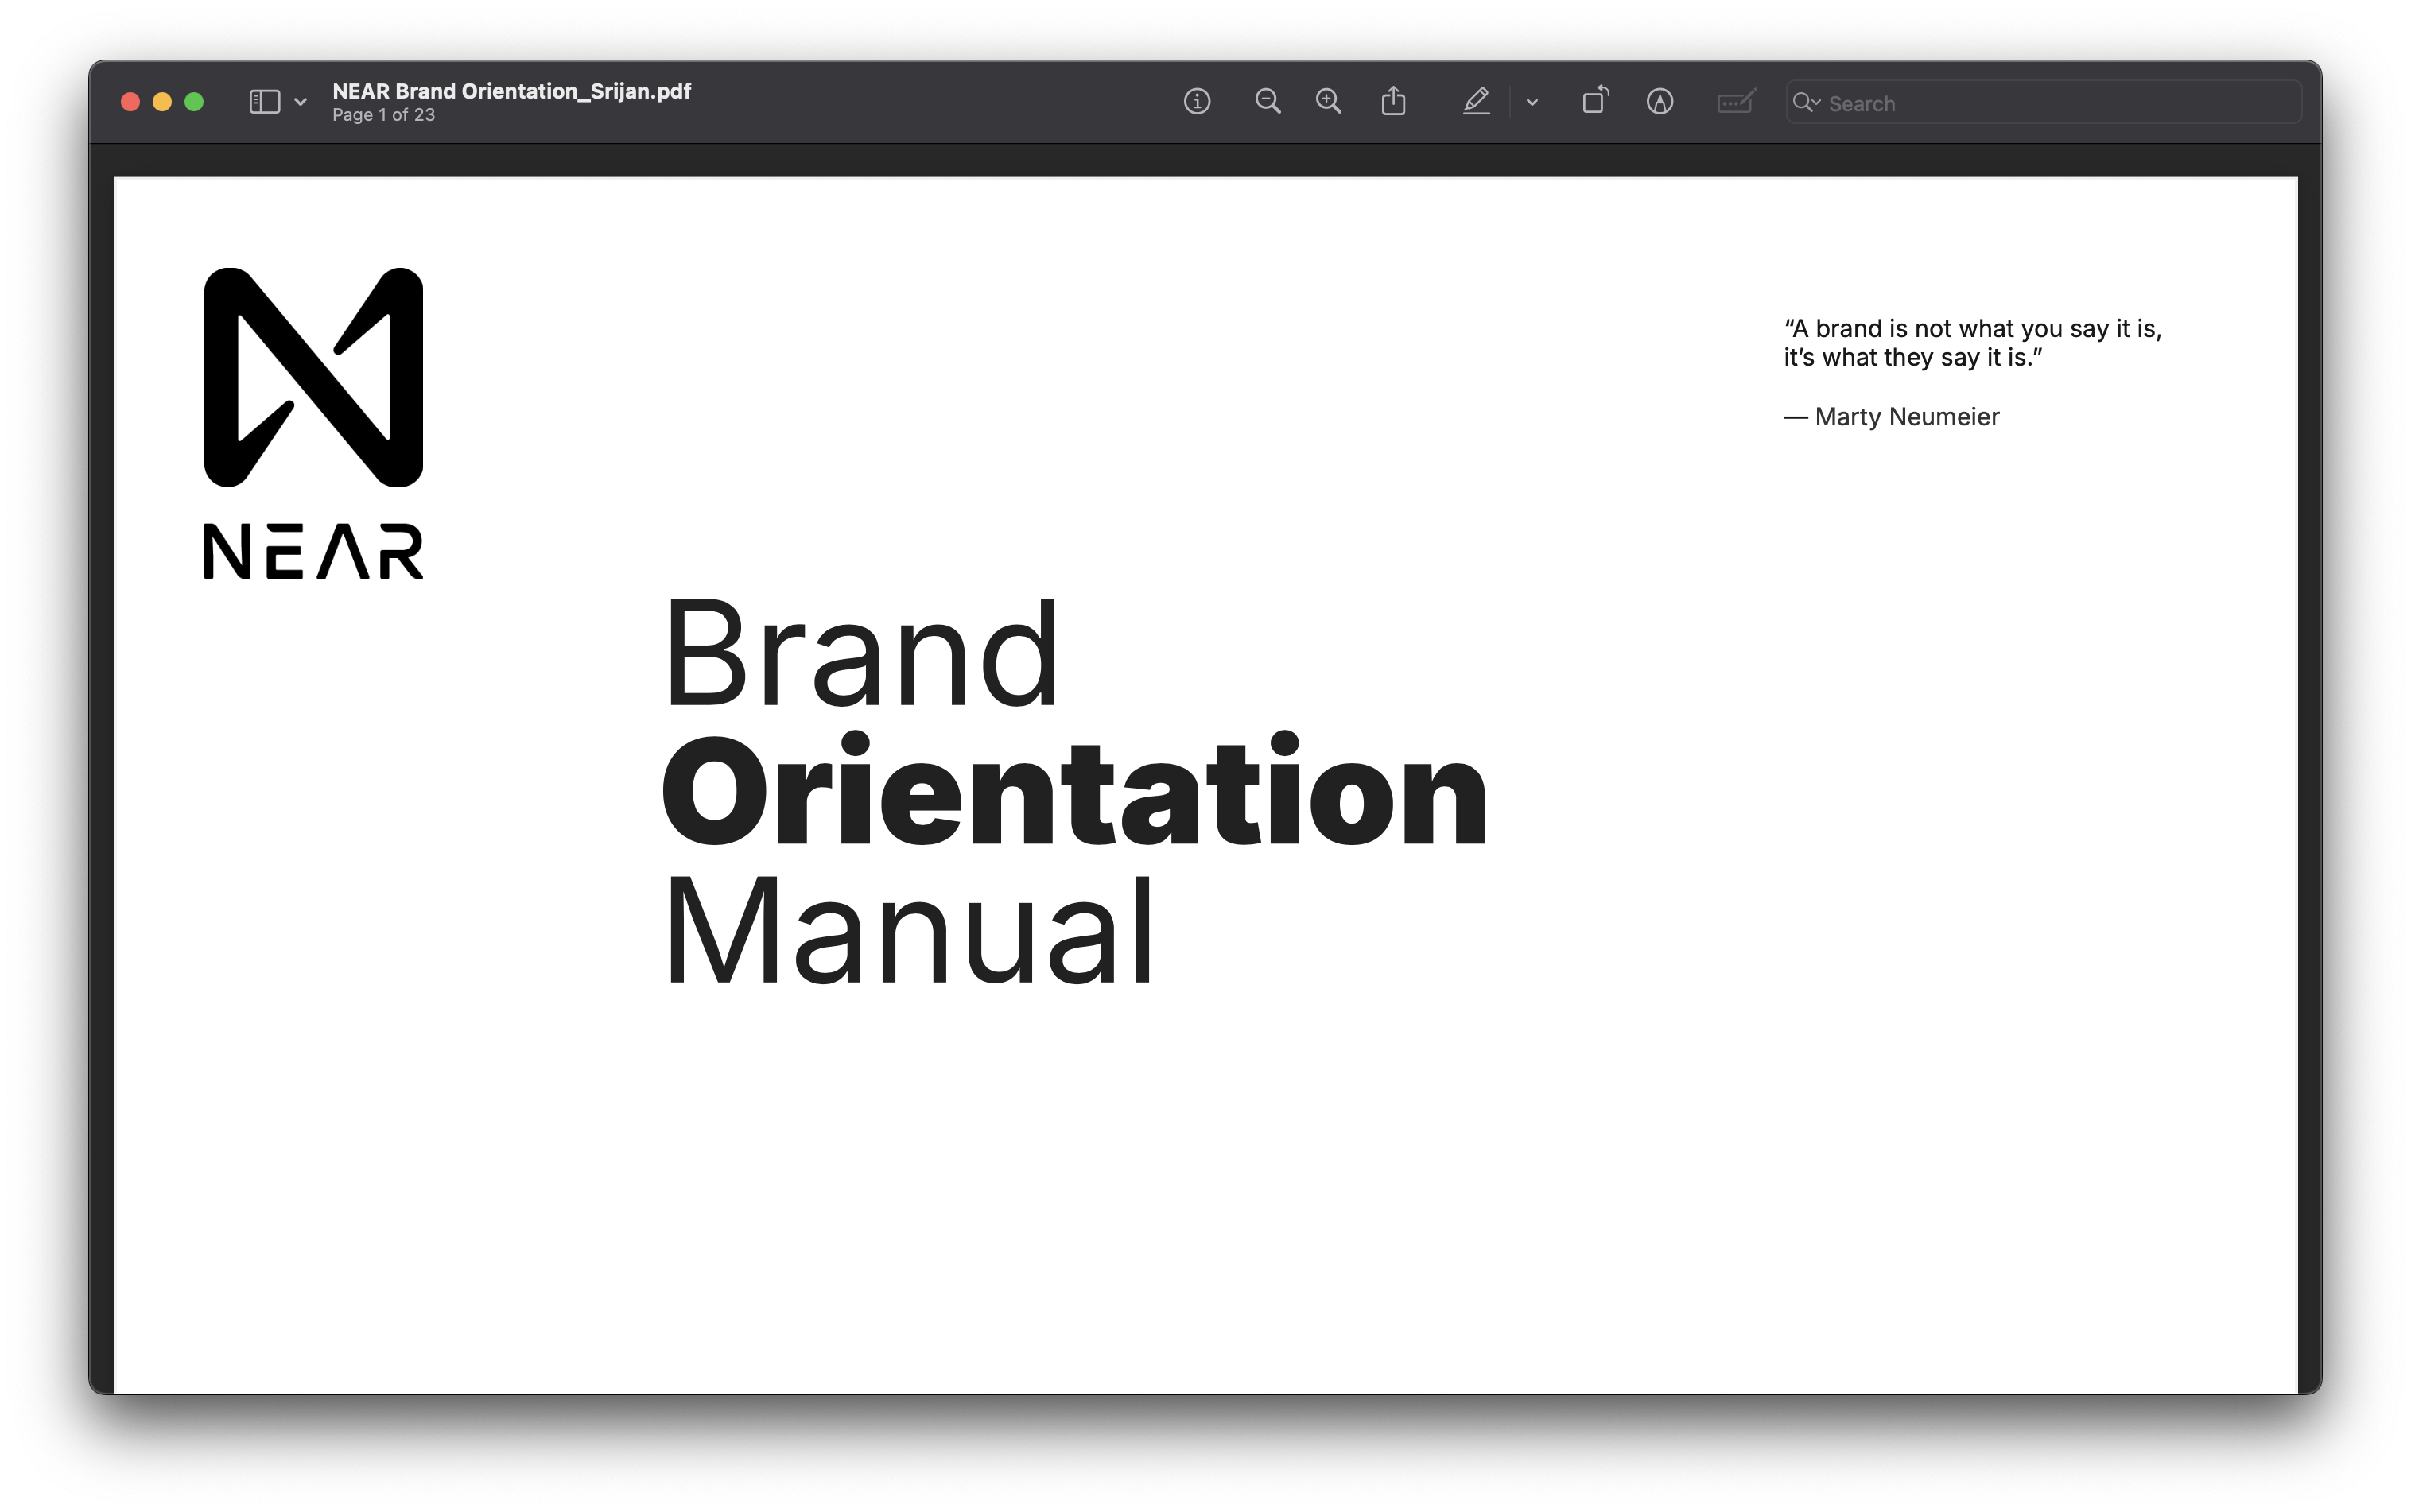 NEAR Brand Orientation_Srijan.pdf
Page 1 of 23
Search
NEAR
“A brand is not what you say it is,
it’s what they say it is.”
— Marty Neumeier
Brand
Orientation
Manual